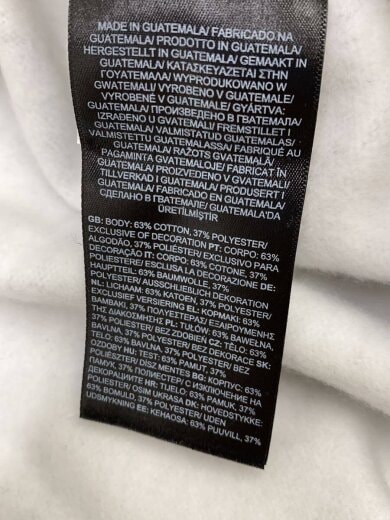 MADE IN GUATEMALA/ FABRICADO NA
GUATEMALA/ PRODOTTO IN GUATEMALA/
HERGESTELLT IN GUATEMALA/ GEMAAKT IN
GUATEMALA/ ΚΑΤΑΣΚΕΥΑΖΕΤΑΙ ΣΤΗΝ
ΓΟΥΑΤΕΜΑΛΑ/ WYPRODUKOWANO W
GWATEMALI/ VYROBENO V GUATEMALE/
VYROBENÉ V GUATEMALE/ GYÁRTVA:
GUATEMALA/ ПРОИЗВЕДЕНО В ГВАТЕМАЛА/
IZRAĐENO U GUATEMALI/ FREMSTILLET I
GUATEMALA/ VALMISTATUD GUATEMALAS/
VALMISTETTU GUATEMALASSA/ FABRIQUÉ AU
GUATEMALA/ RAŽOTS GVATEMALĀ/
PAGAMINTA GVATEMALOJE/ FABRICAT ÎN
GUATEMALA/ PROIZVEDENO V GVATEMALI/
TILLVERKAD I GUATEMALA/ PRODUSERT I
GUATEMALA/ FABRICADO EN GUATEMALA/
СДЕЛАНО В ГВАТЕМАЛЕ/ GUATEMALA'DA
ÜRETİLMİŞTİR
GB: BODY: 63% COTTON, 37% POLYESTER/
EXCLUSIVE OF DECORATION PT: CORPO: 63%
ALGODÃO, 37% POLIÉSTER/ EXCLUSIVO PARA
DECORAÇÃO IT: CORPO: 63% COTONE, 37%
POLIESTERE/ ESCLUSA LA DECORAZIONE DE:
HAUPTTEIL: 63% BAUMWOLLE, 37%
POLYESTER/ AUSSCHLIESSLICH DEKORATION
NL: LICHAAM: 63% KATOEN, 37% POLYESTER/
EXCLUSIEF VERSIERING EL: ΚΟΡΜΑΚΙ: 63%
ΒΑΜΒΑΚΙ, 37% ΠΟΛΥΕΣΤΕΡΑΣ/ ΕΞΑΙΡΟΥΜΕΝΗΣ
ΤΗΣ ΔΙΑΚΟΣΜΗΣΗΣ PL: TUŁÓW: 63% BAWEŁNA,
37% POLIESTER/ BEZ ZDOBIEŃ CZ: TĚLO: 63%
BAVLNA, 37% POLYESTER/ BEZ DEKORACE SK:
TELO: 63% BAVLNA, 37% POLYESTER/ BEZ
OZDOBY HU: TEST: 63% PAMUT, 37%
POLIÉSZTER/ DÍSZ MENTES BG: КОРПУС: 63%
ПАМУК, 37% ПОЛИЕСТЕР/ С ИЗКЛЮЧЕНИЕ НА
ДЕКОРАЦИИТЕ HR: TIJELO: 63% PAMUK, 37%
POLIESTER/ OSIM UKRASA DK: HOVEDSTYKKE:
63% BOMULD, 37% POLYESTER/ UDEN
UDSMYKNING EE: KEHAOSA: 63% PUUVILL, 37%